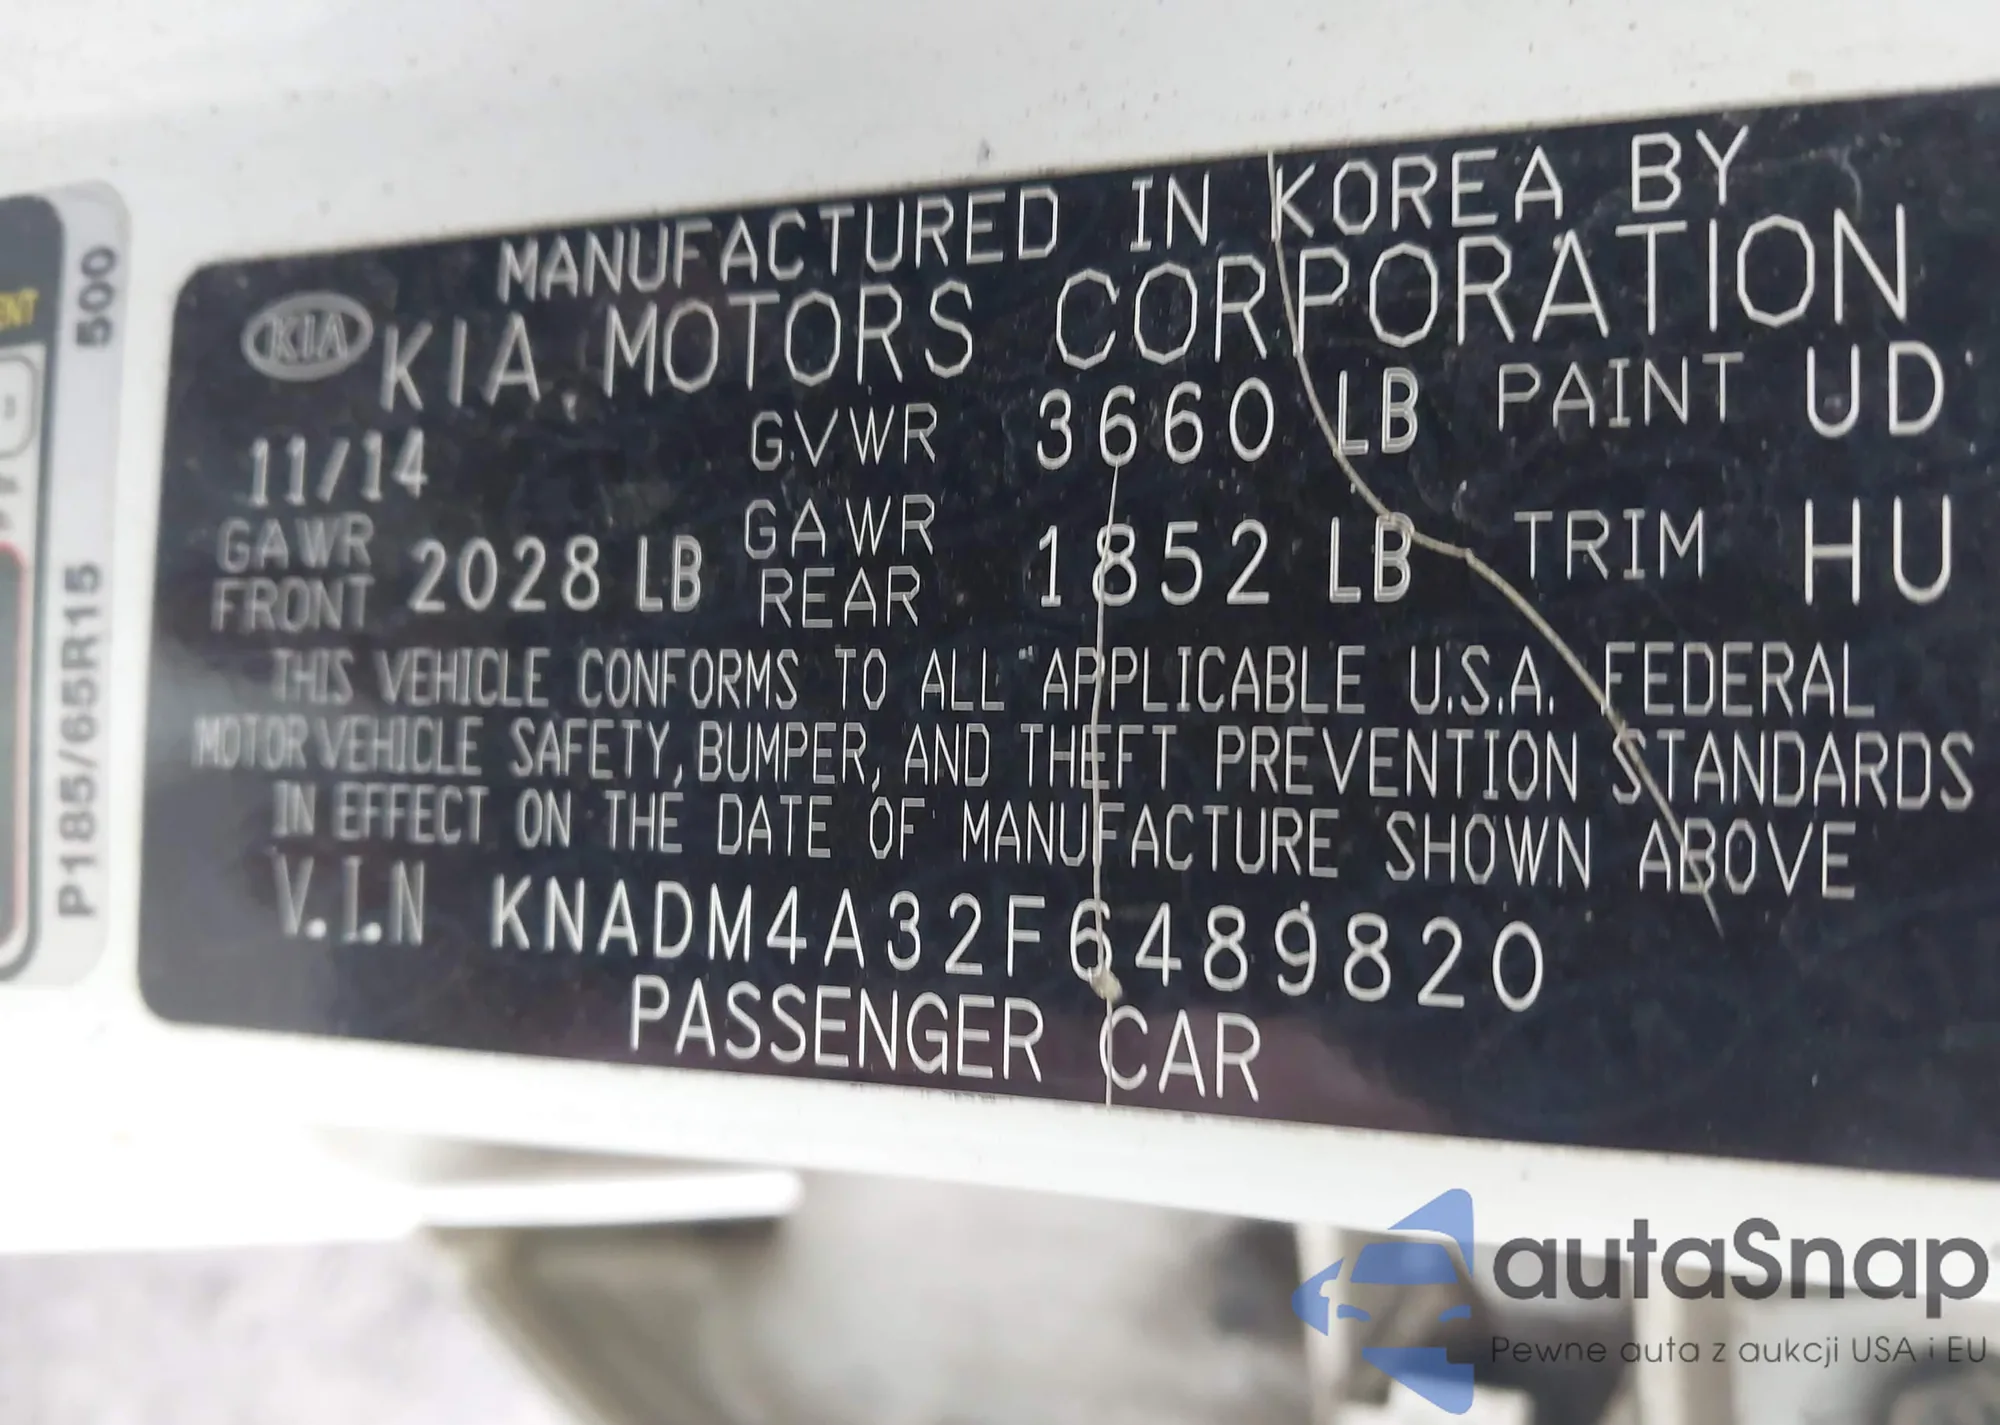 MANUFACTURED IN KOREA BY
KIA KIA MOTORS CORPORATION
11/14 GVWR 3660 LB PAINT UD
GAWR FRONT 2028 LB GAWR REAR 1852 LB TRIM HU
THIS VEHICLE CONFORMS TO ALL APPLICABLE U.S.A. FEDERAL
MOTOR VEHICLE SAFETY, BUMPER, AND THEFT PREVENTION STANDARDS
IN EFFECT ON THE DATE OF MANUFACTURE SHOWN ABOVE
V.I.N KNADM4A32F6489820
PASSENGER CAR
P185/65R15 500
autaSnap
Pewne auta z aukcji USA i EU